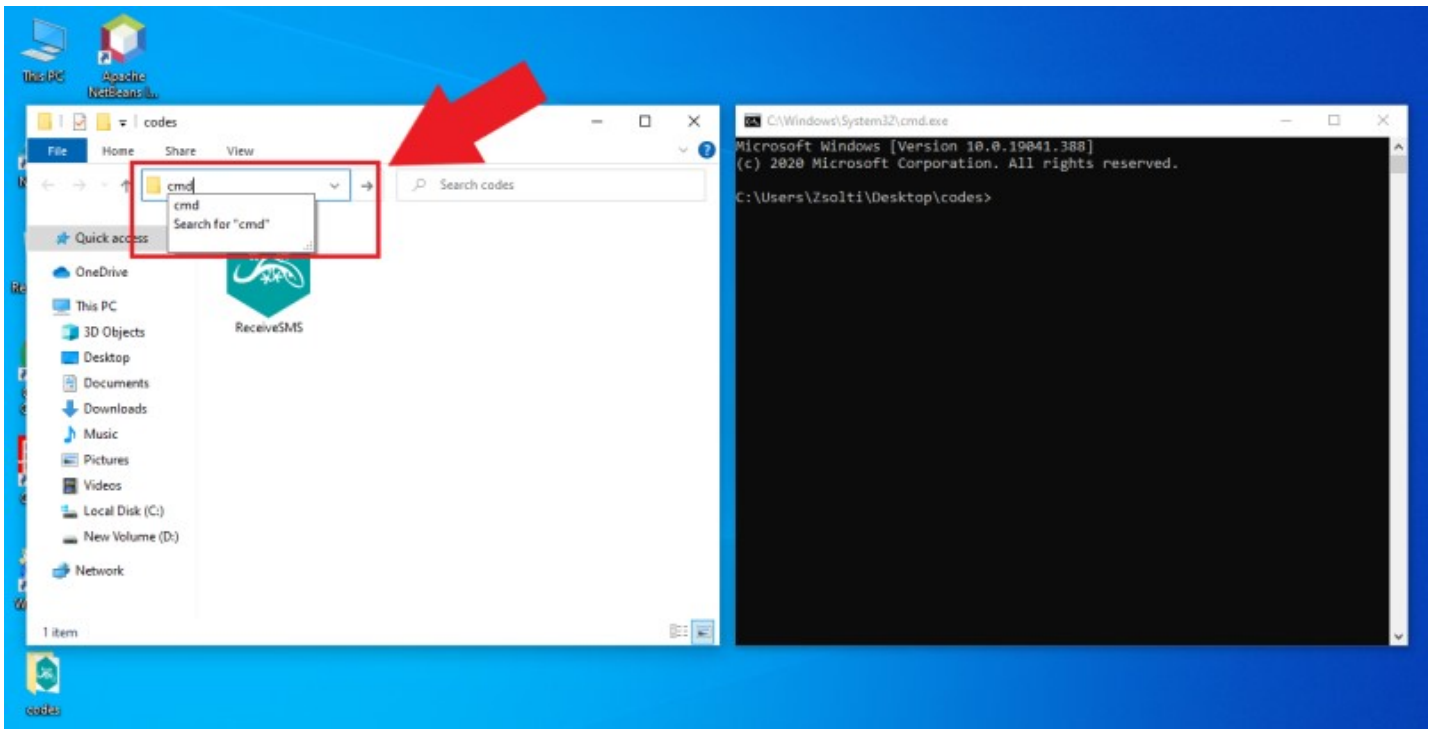 This PC
Apache
NetBeans I...
codes
File Home Share View
cmd
Search codes
cmd
Search for "cmd"
Quick access
OneDrive
This PC
3D Objects
Desktop
Documents
Downloads
Music
Pictures
Videos
Local Disk (C:)
New Volume (D:)
Network
ReceiveSMS
1 item
C:\Windows\System32\cmd.exe
Microsoft Windows [Version 10.0.19041.388]
(c) 2020 Microsoft Corporation. All rights reserved.
C:\Users\Zsolti\Desktop\codes>
codes